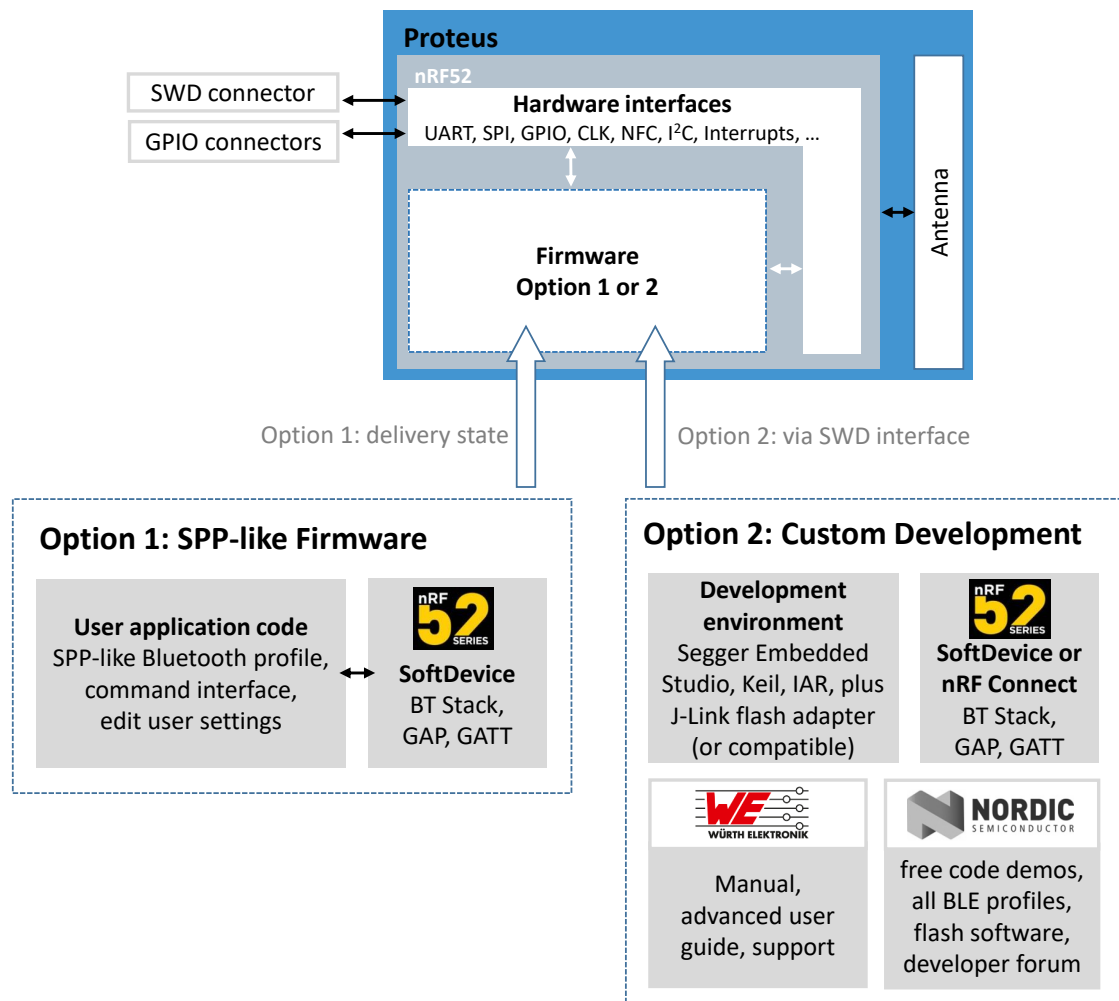 Proteus
nRF52
SWD connector
GPIO connectors
Hardware interfaces
UART, SPI, GPIO, CLK, NFC, I²C, Interrupts, ...
Antenna
Firmware
Option 1 or 2
Option 1: delivery state
Option 2: via SWD interface
Option 1: SPP-like Firmware
User application code
SPP-like Bluetooth profile,
command interface,
edit user settings
nRF
52
SERIES
SoftDevice
BT Stack,
GAP, GATT
Option 2: Custom Development
Development
environment
Segger Embedded
Studio, Keil, IAR, plus
J-Link flash adapter
(or compatible)
nRF
52
SERIES
SoftDevice or
nRF Connect
BT Stack,
GAP, GATT
WE
WÜRTH ELEKTRONIK
Manual,
advanced user
guide, support
NORDIC
SEMICONDUCTOR
free code demos,
all BLE profiles,
flash software,
developer forum